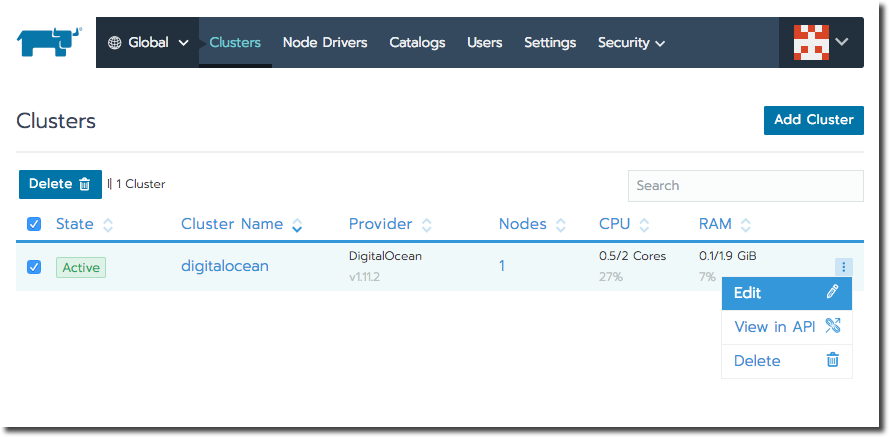 Global Clusters Node Drivers Catalogs Users Settings Security
Clusters
Add Cluster
Delete 1 Cluster
Search
State Cluster Name Provider Nodes CPU RAM
Active digitalocean DigitalOcean 1 0.5/2 Cores 0.1/1.9 GiB
v1.11.2 27% 7%
Edit
View in API
Delete